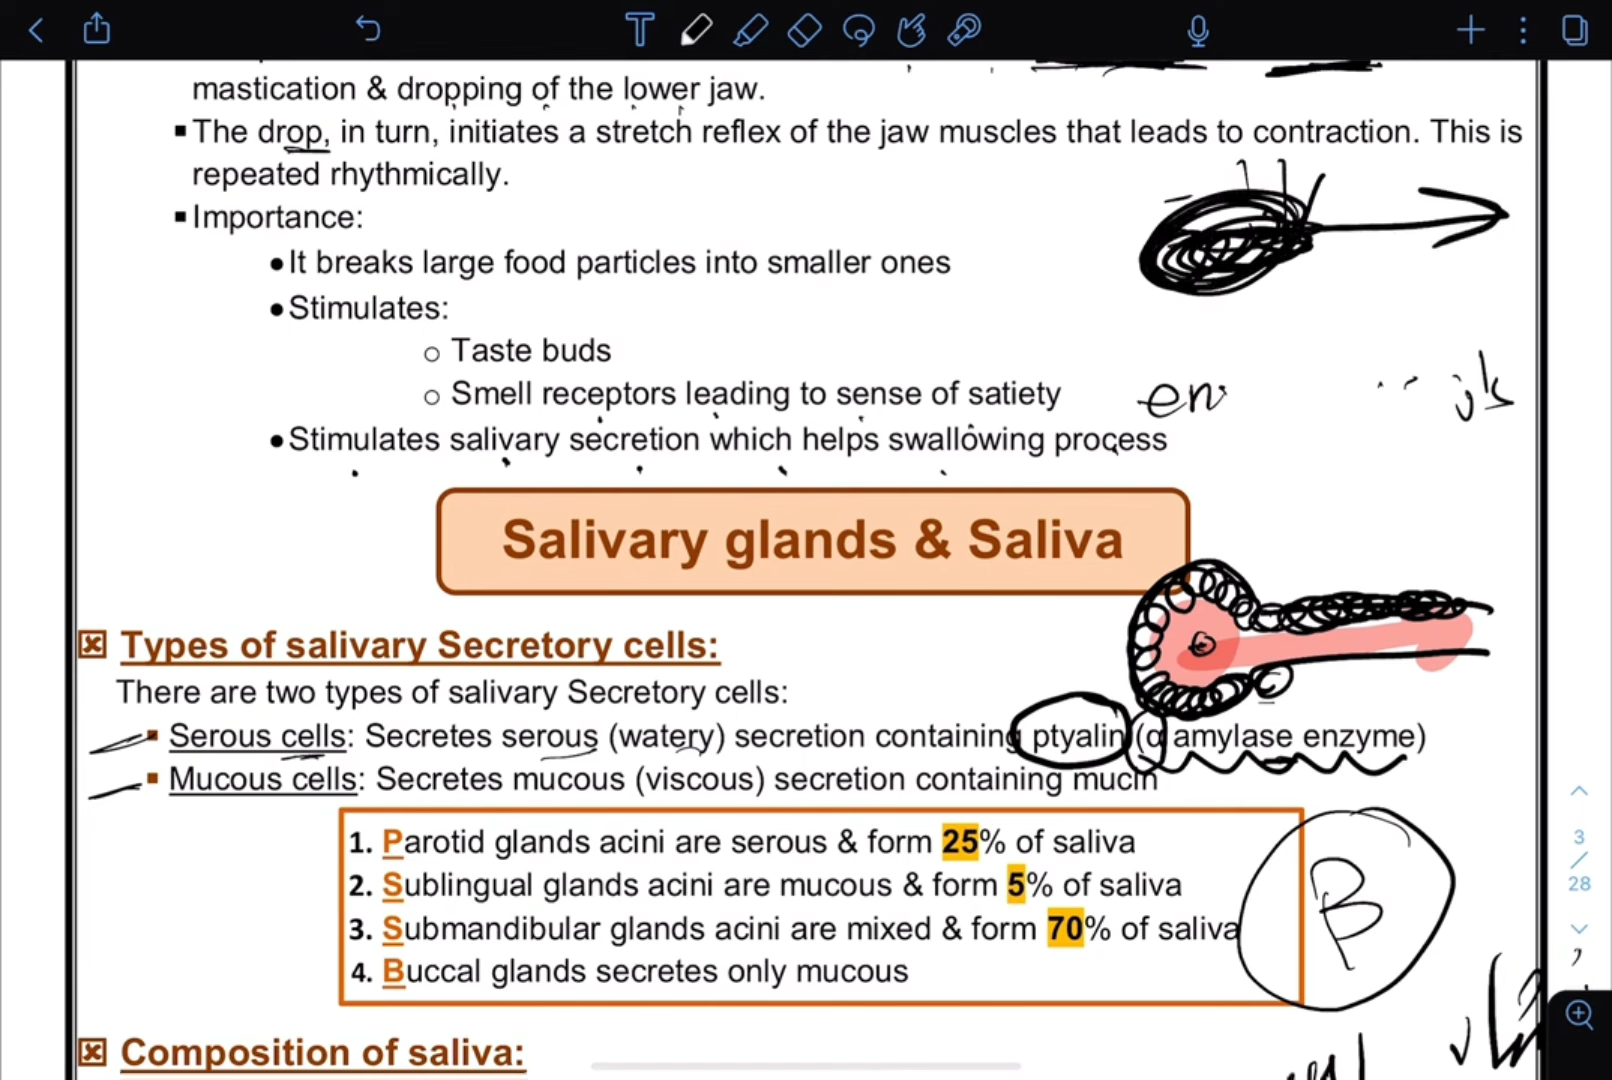 mastication & dropping of the lower jaw.
▪The drop, in turn, initiates a stretch reflex of the jaw muscles that leads to contraction. This is
repeated rhythmically.
▪Importance:
●It breaks large food particles into smaller ones
●Stimulates:
○ Taste buds
○ Smell receptors leading to sense of satiety
en
●Stimulates salivary secretion which helps swallowing process
Salivary glands & Saliva
Types of salivary Secretory cells:
There are two types of salivary Secretory cells:
▪ Serous cells: Secretes serous (watery) secretion containing ptyalin (α amylase enzyme)
▪ Mucous cells: Secretes mucous (viscous) secretion containing mucin
1. Parotid glands acini are serous & form 25% of saliva
2. Sublingual glands acini are mucous & form 5% of saliva
3. Submandibular glands acini are mixed & form 70% of saliva
4. Buccal glands secretes only mucous
B
3
/
28
Composition of saliva: